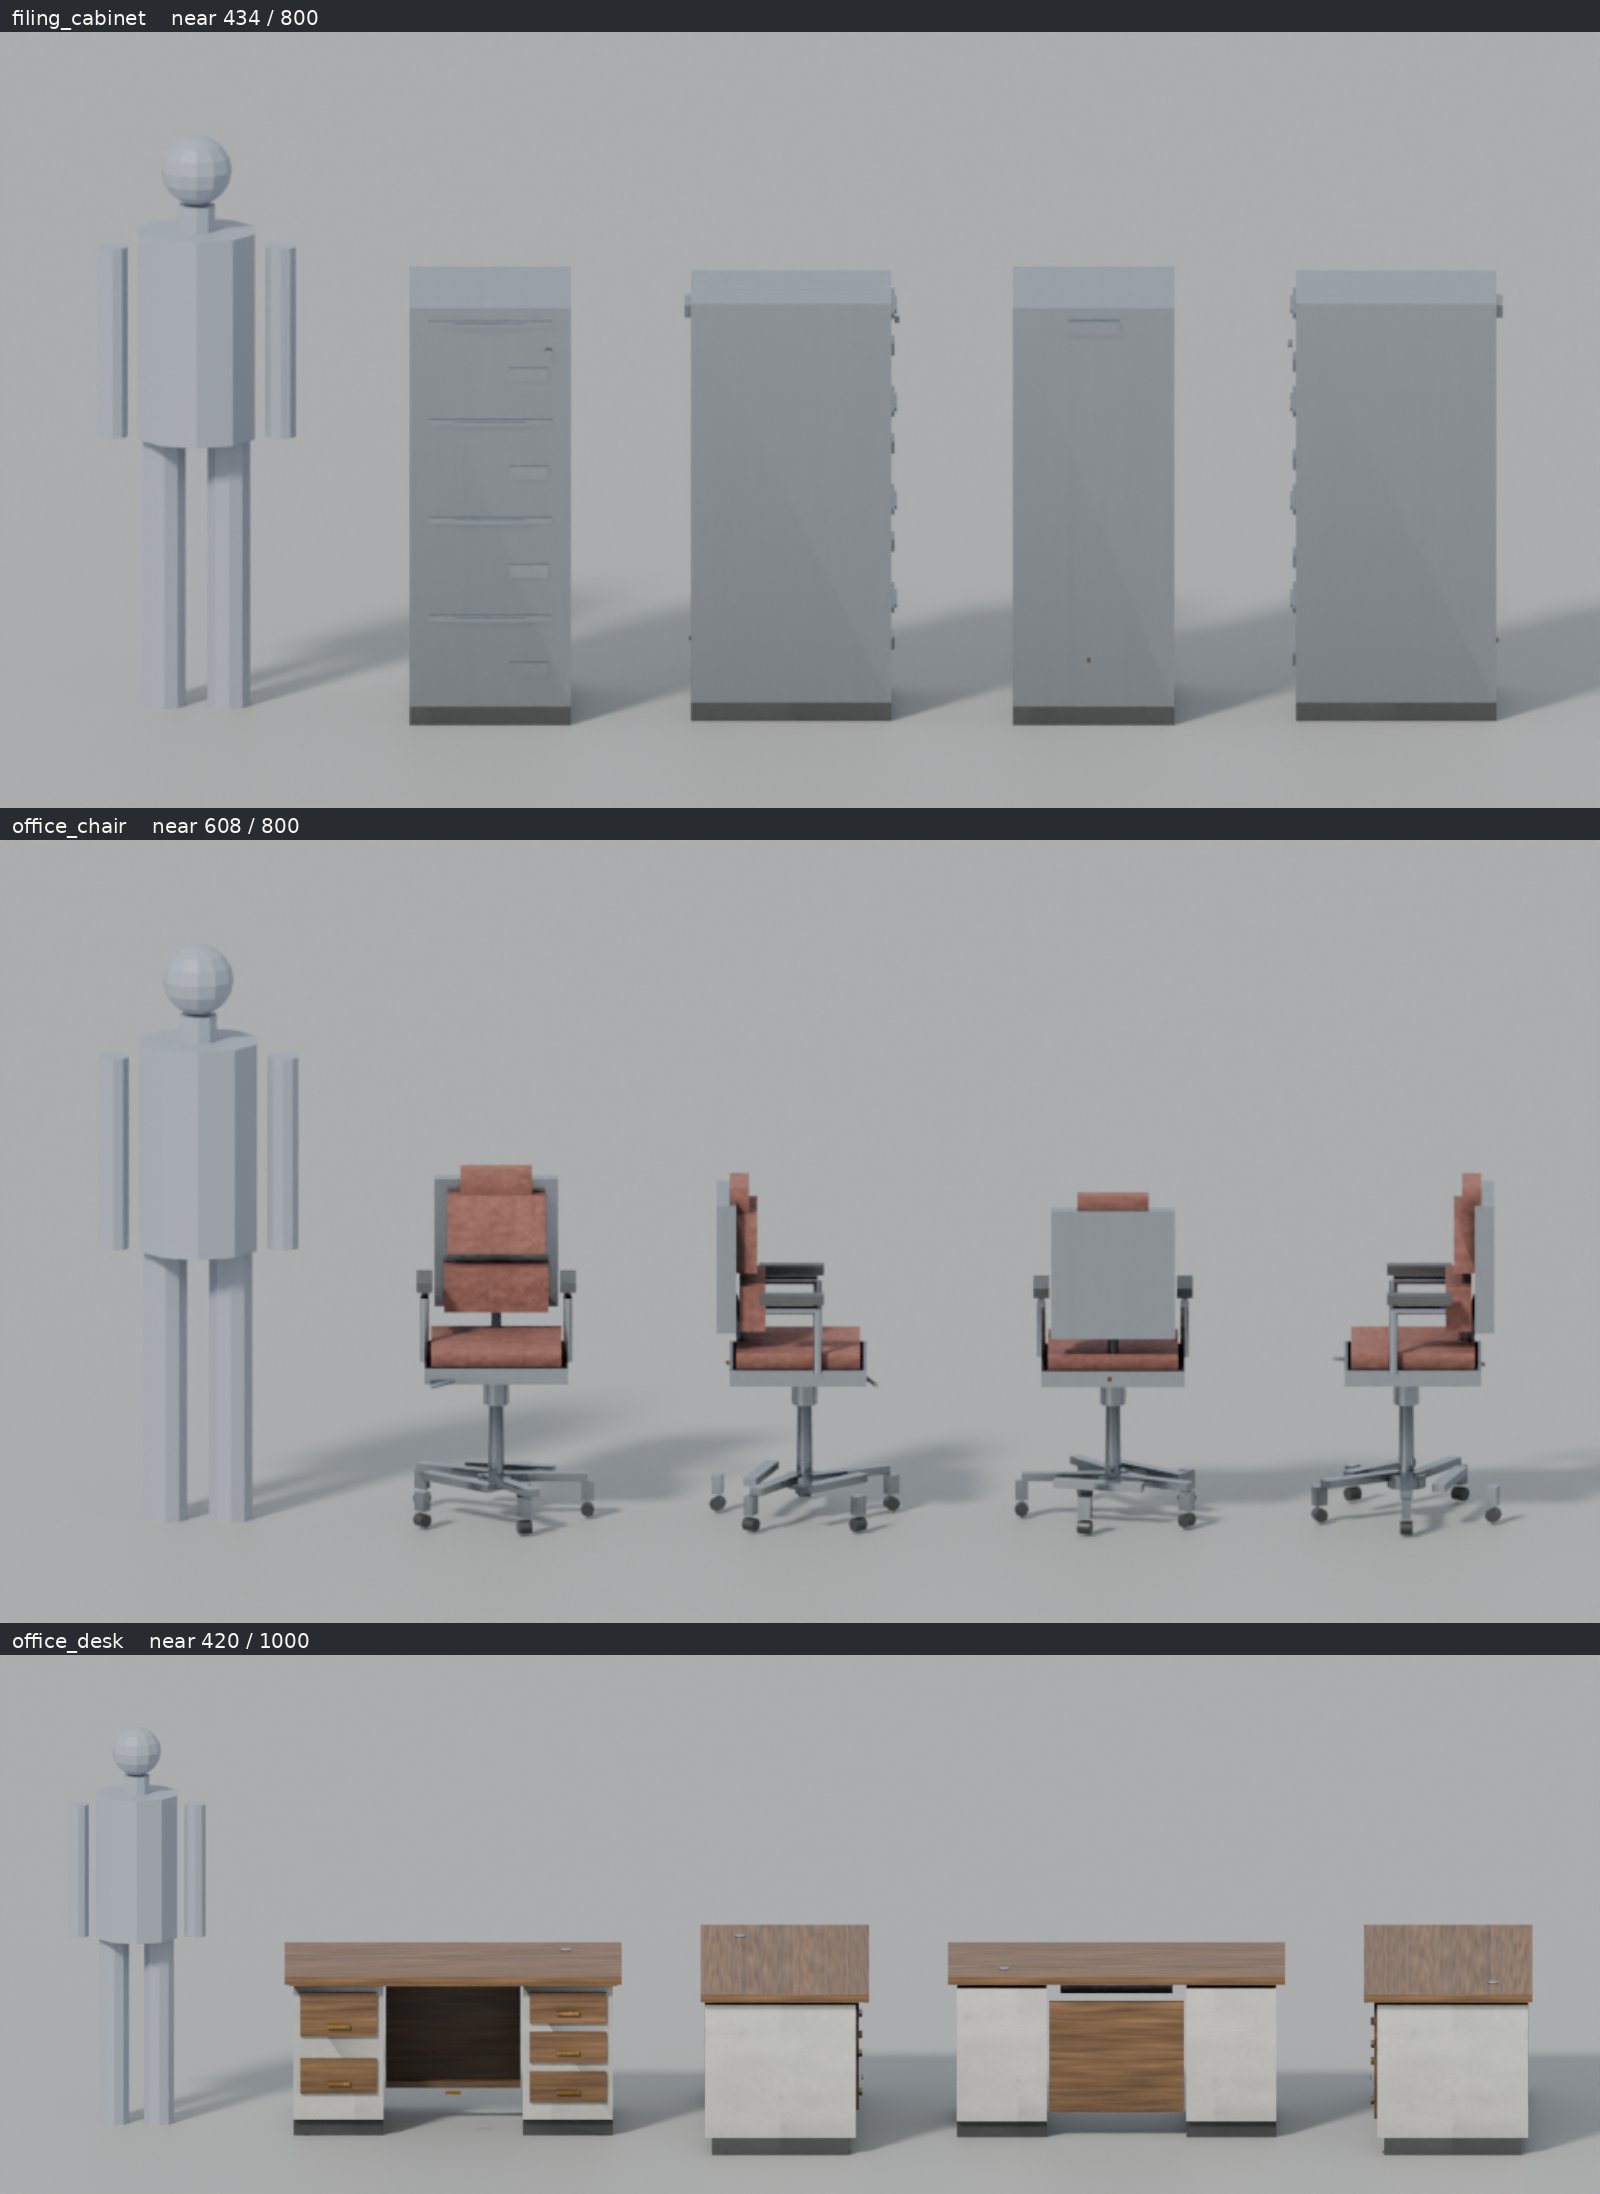 filing_cabinet near 434 / 800
office_chair near 608 / 800
office_desk near 420 / 1000